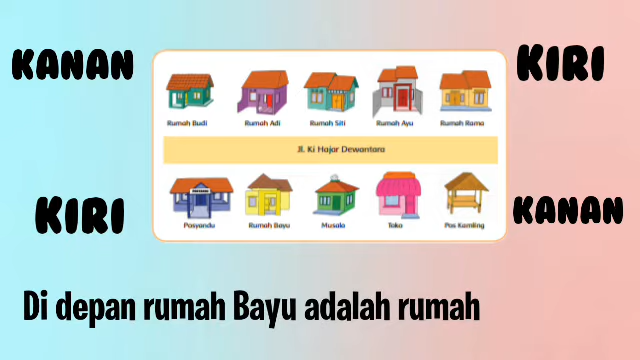 KANAN
KIRI
Rumah Budi
Rumah Adi
Rumah Siti
Rumah Ayu
Rumah Rama
Jl. Ki Hajar Dewantara
KIRI
KANAN
POSYANDU
Posyandu
Rumah Bayu
Musala
Toko
Pos Kamling
Di depan rumah Bayu adalah rumah